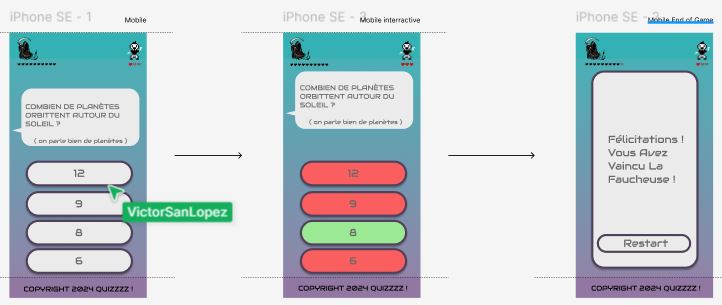 iPhone SE - 1
Mobile
COMBIEN DE PLANÈTES
ORBITTENT AUTOUR DU
SOLEIL ?
( on parle bien de planètes )
12
9
8
6
VictorSanLopez
COPYRIGHT 2024 QUIZZZZ !
iPhone SE - 2
Mobile interractive
COMBIEN DE PLANÈTES
ORBITTENT AUTOUR DU
SOLEIL ?
( on parle bien de planètes )
12
9
8
6
COPYRIGHT 2024 QUIZZZZ !
iPhone SE -
Mobile End of Game
Félicitations !
Vous Avez
Vaincu La
Faucheuse !
Restart
COPYRIGHT 2024 QUIZZZZ !